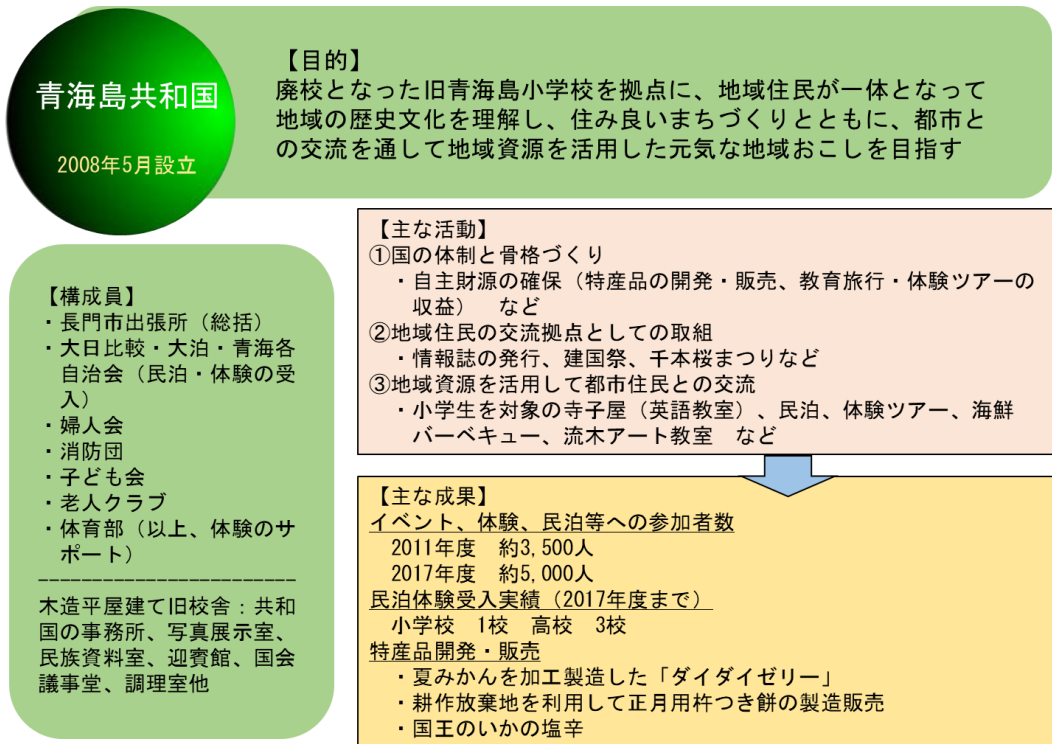 青海島共和国
2008年5月設立
【目的】
廃校となった旧青海島小学校を拠点に、地域住民が一体となって
地域の歴史文化を理解し、住み良いまちづくりとともに、都市と
の交流を通して地域資源を活用した元気な地域おこしを目指す
【構成員】
・長門市出張所（総括）
・大日比較・大泊・青海各
自治会（民泊・体験の受
入）
・婦人会
・消防団
・子ども会
・老人クラブ
・体育部（以上、体験のサ
ポート）
------------------------
木造平屋建て旧校舎：共和
国の事務所、写真展示室、
民族資料室、迎賓館、国会
議事堂、調理室他
【主な活動】
①国の体制と骨格づくり
・自主財源の確保（特産品の開発・販売、教育旅行・体験ツアーの
収益）　など
②地域住民の交流拠点としての取組
・情報誌の発行、建国祭、千本桜まつりなど
③地域資源を活用して都市住民との交流
・小学生を対象の寺子屋（英語教室）、民泊、体験ツアー、海鮮
バーベキュー、流木アート教室　など
【主な成果】
イベント、体験、民泊等への参加者数
2011年度　約3,500人
2017年度　約5,000人
民泊体験受入実績（2017年度まで）
小学校　1校　高校　3校
特産品開発・販売
・夏みかんを加工製造した「ダイダイゼリー」
・耕作放棄地を利用して正月用杵つき餅の製造販売
・国王のいかの塩辛